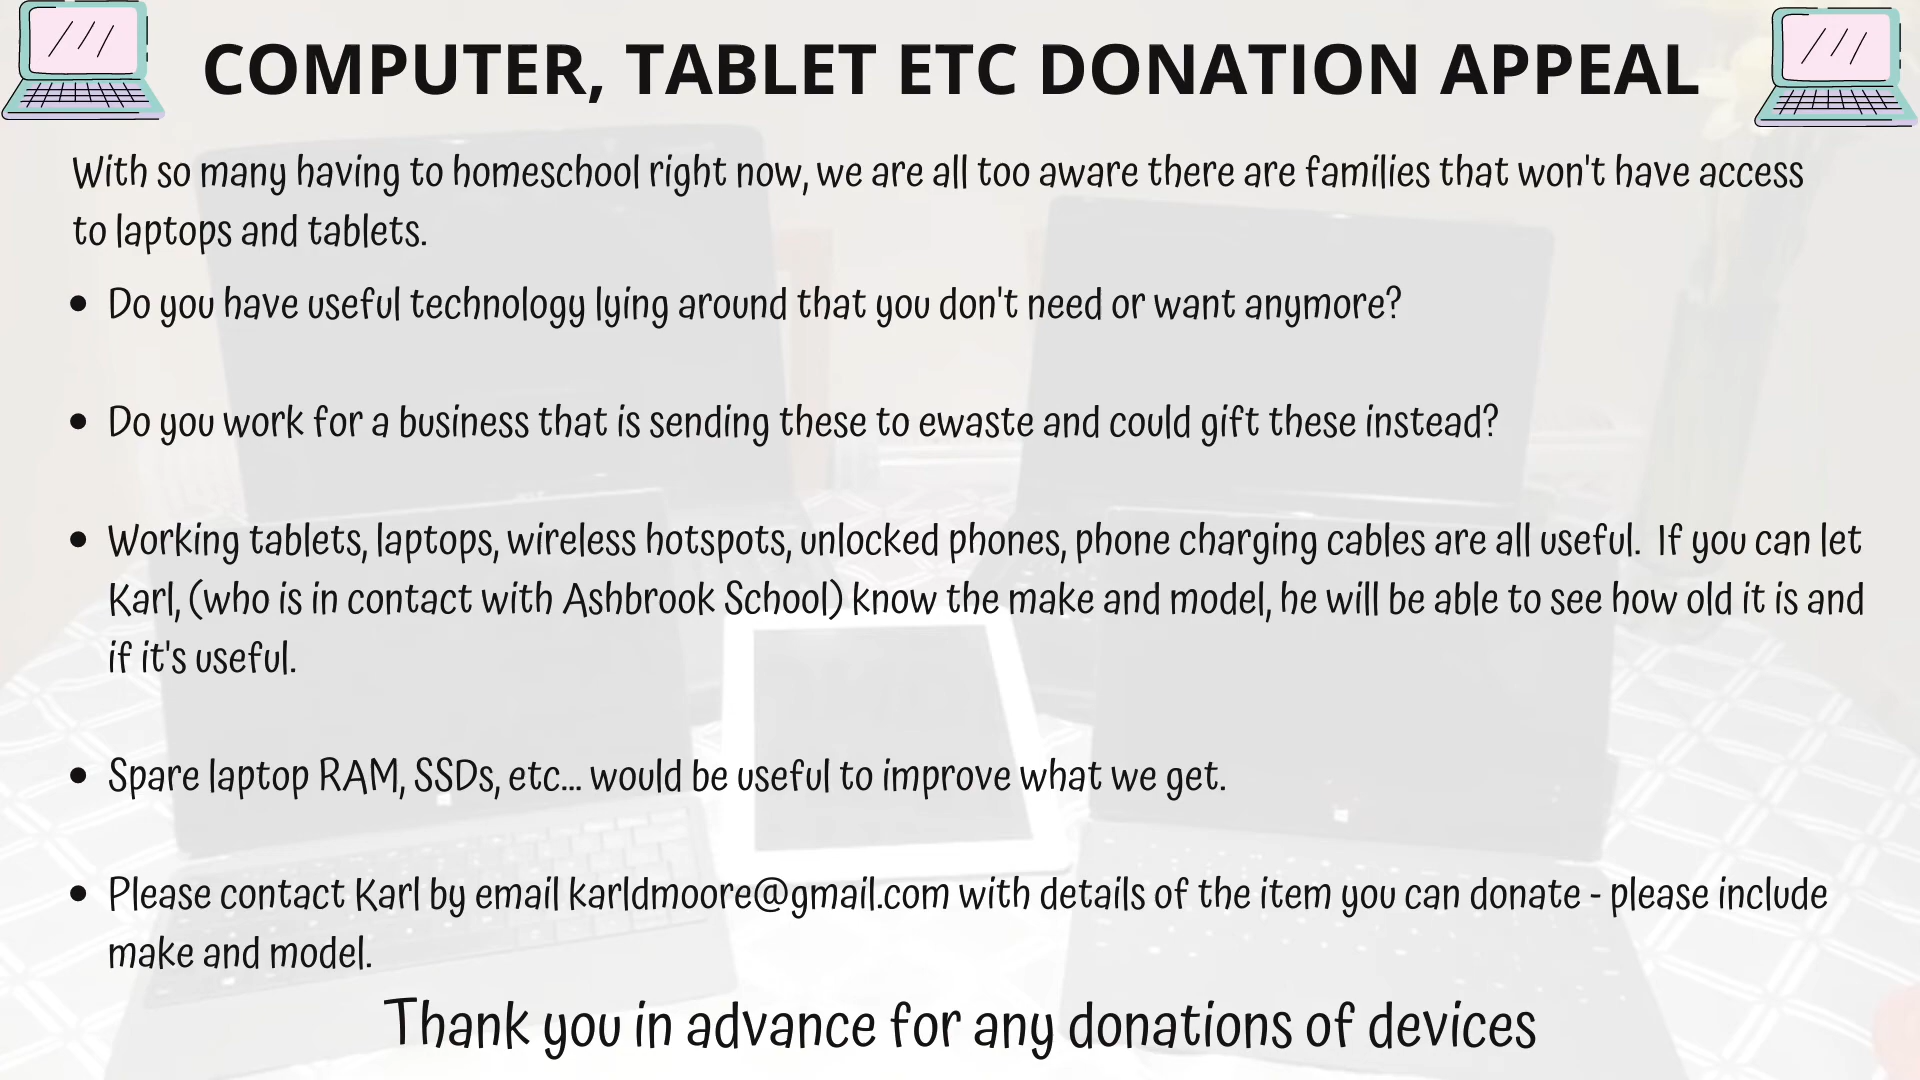 COMPUTER, TABLET ETC DONATION APPEAL
With so many having to homeschool right now, we are all too aware there are families that won't have access
to laptops and tablets.
• Do you have useful technology lying around that you don't need or want anymore?
• Do you work for a business that is sending these to ewaste and could gift these instead?
• Working tablets, laptops, wireless hotspots, unlocked phones, phone charging cables are all useful.  If you can let
Karl, (who is in contact with Ashbrook School) know the make and model, he will be able to see how old it is and
if it's useful.
• Spare laptop RAM, SSDs, etc... would be useful to improve what we get.
• Please contact Karl by email karldmoore@gmail.com with details of the item you can donate - please include
make and model.
Thank you in advance for any donations of devices